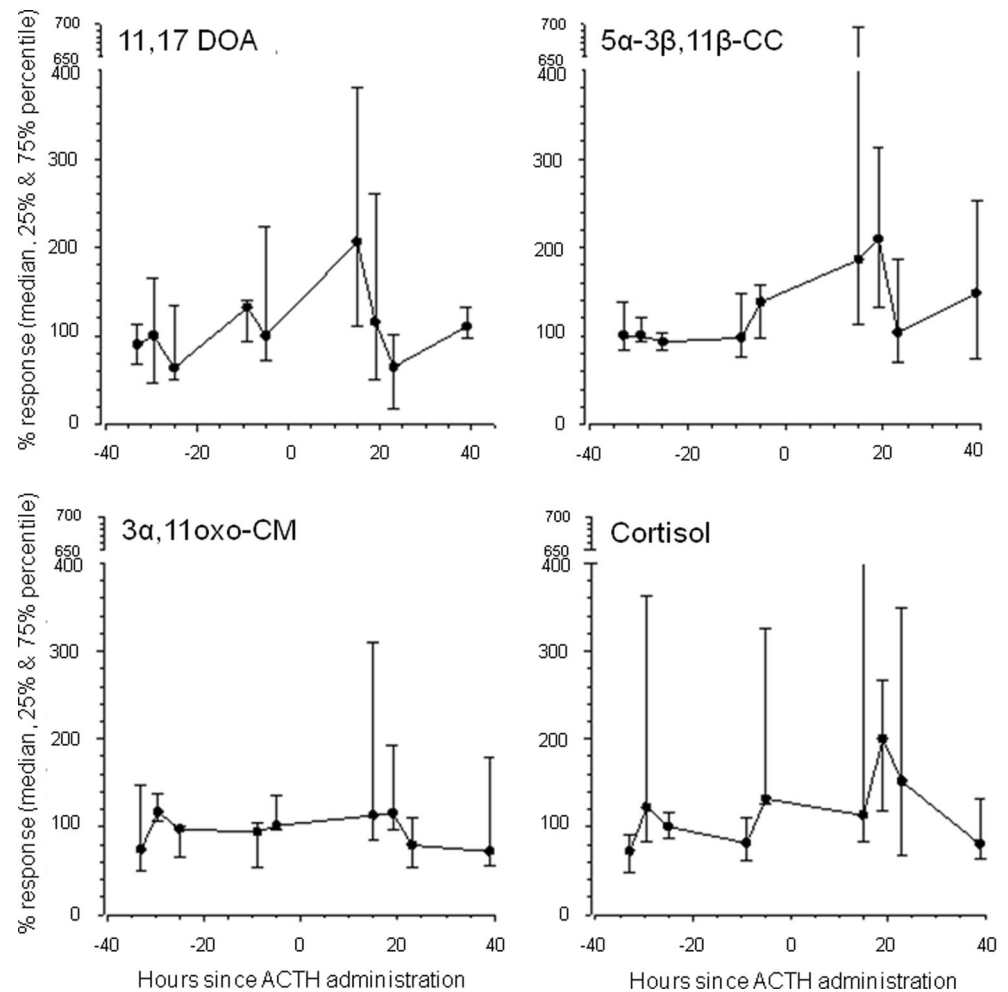 11,17 DOA
% response (median, 25% & 75% percentile)
700
650
400
300
200
100
0
-40 -20 0 20 40
5α-3β,11β-CC
700
650
400
300
200
100
0
-40 -20 0 20 40
3α,11oxo-CM
% response (median, 25% & 75% percentile)
700
650
400
300
200
100
0
-40 -20 0 20 40
Hours since ACTH administration
Cortisol
700
650
400
300
200
100
0
-40 -20 0 20 40
Hours since ACTH administration